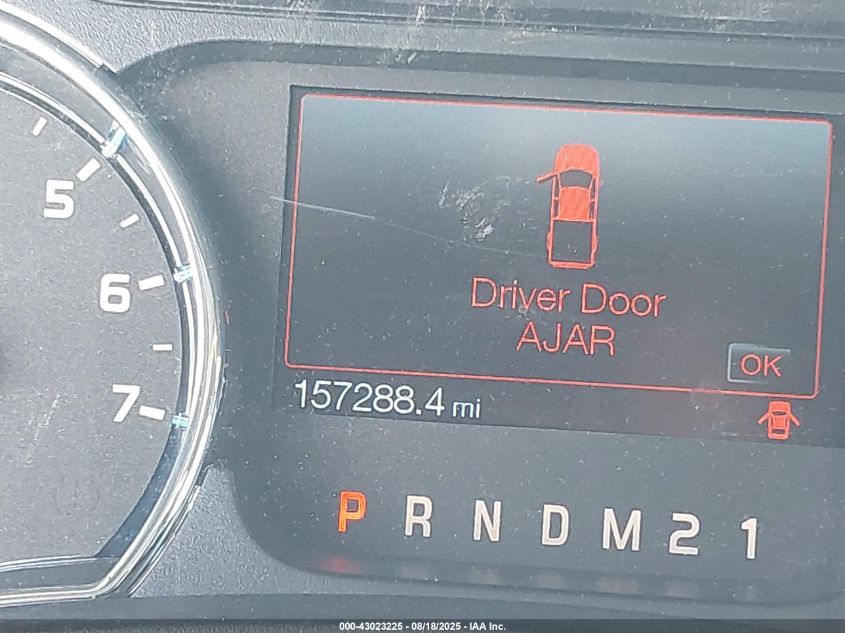 5
6
7
Driver Door
AJAR
OK
157288.4 mi
P R N D M 2 1
000-43023225 - 08/18/2025 - IAA Inc.